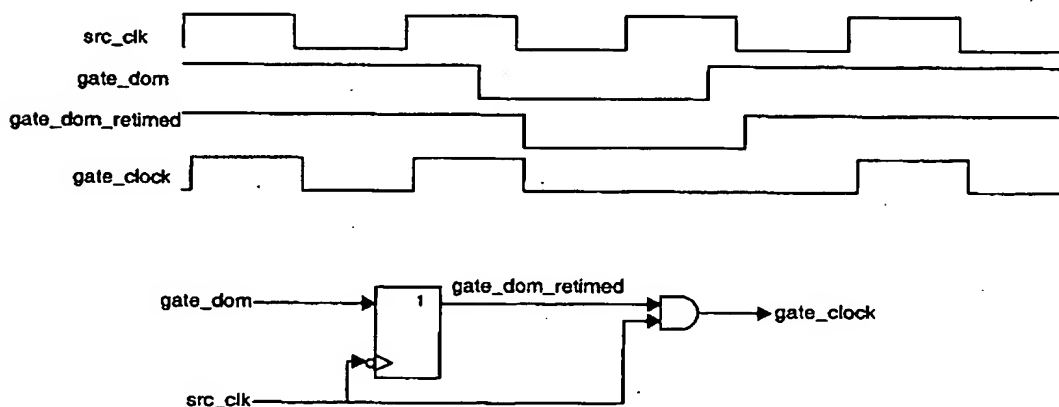 src_clk
gate_dom
gate_dom_retimed
gate_clock
gate_dom
1
gate_dom_retimed
gate_clock
src_clk